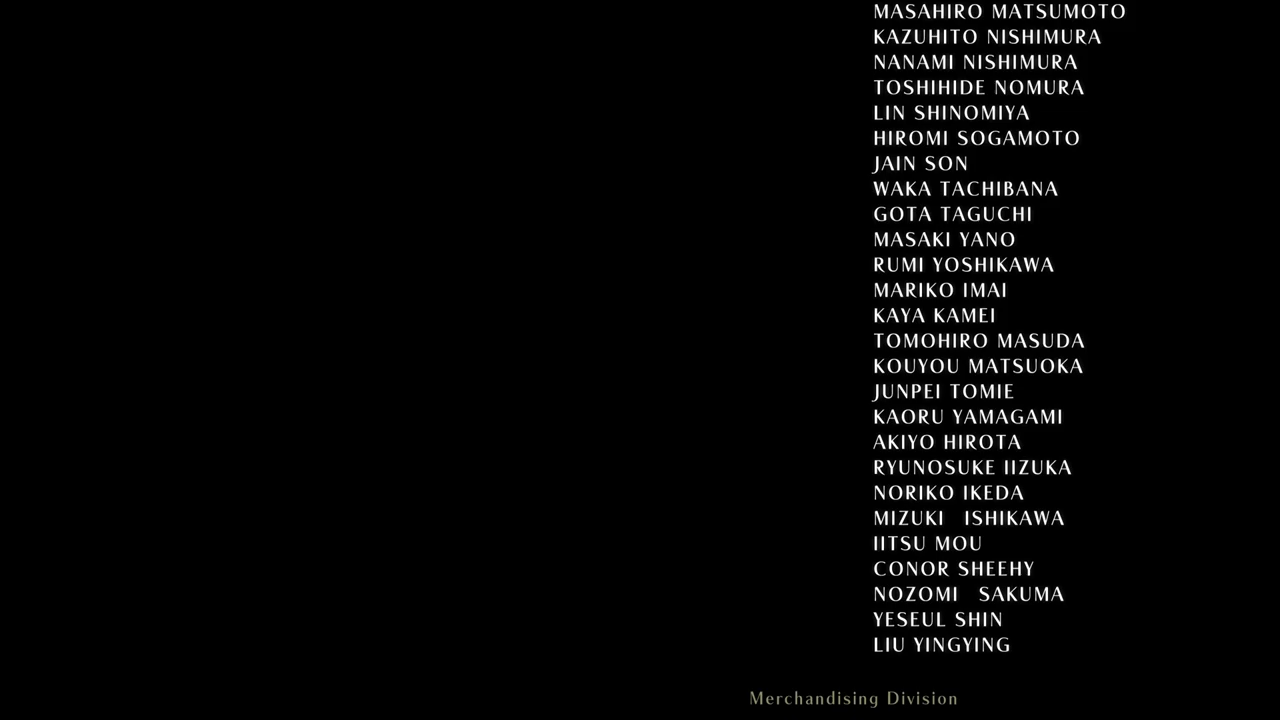 MASAHIRO MATSUMOTO
KAZUHITO NISHIMURA
NANAMI NISHIMURA
TOSHIHIDE NOMURA
LIN SHINOMIYA
HIROMI SOGAMOTO
JAIN SON
WAKA TACHIBANA
GOTA TAGUCHI
MASAKI YANO
RUMI YOSHIKAWA
MARIKO IMAI
KAYA KAMEI
TOMOHIRO MASUDA
KOUYOU MATSUOKA
JUNPEI TOMIE
KAORU YAMAGAMI
AKIYO HIROTA
RYUNOSUKE IIZUKA
NORIKO IKEDA
MIZUKI ISHIKAWA
IITSU MOU
CONOR SHEEHY
NOZOMI SAKUMA
YESEUL SHIN
LIU YINGYING
Merchandising Division